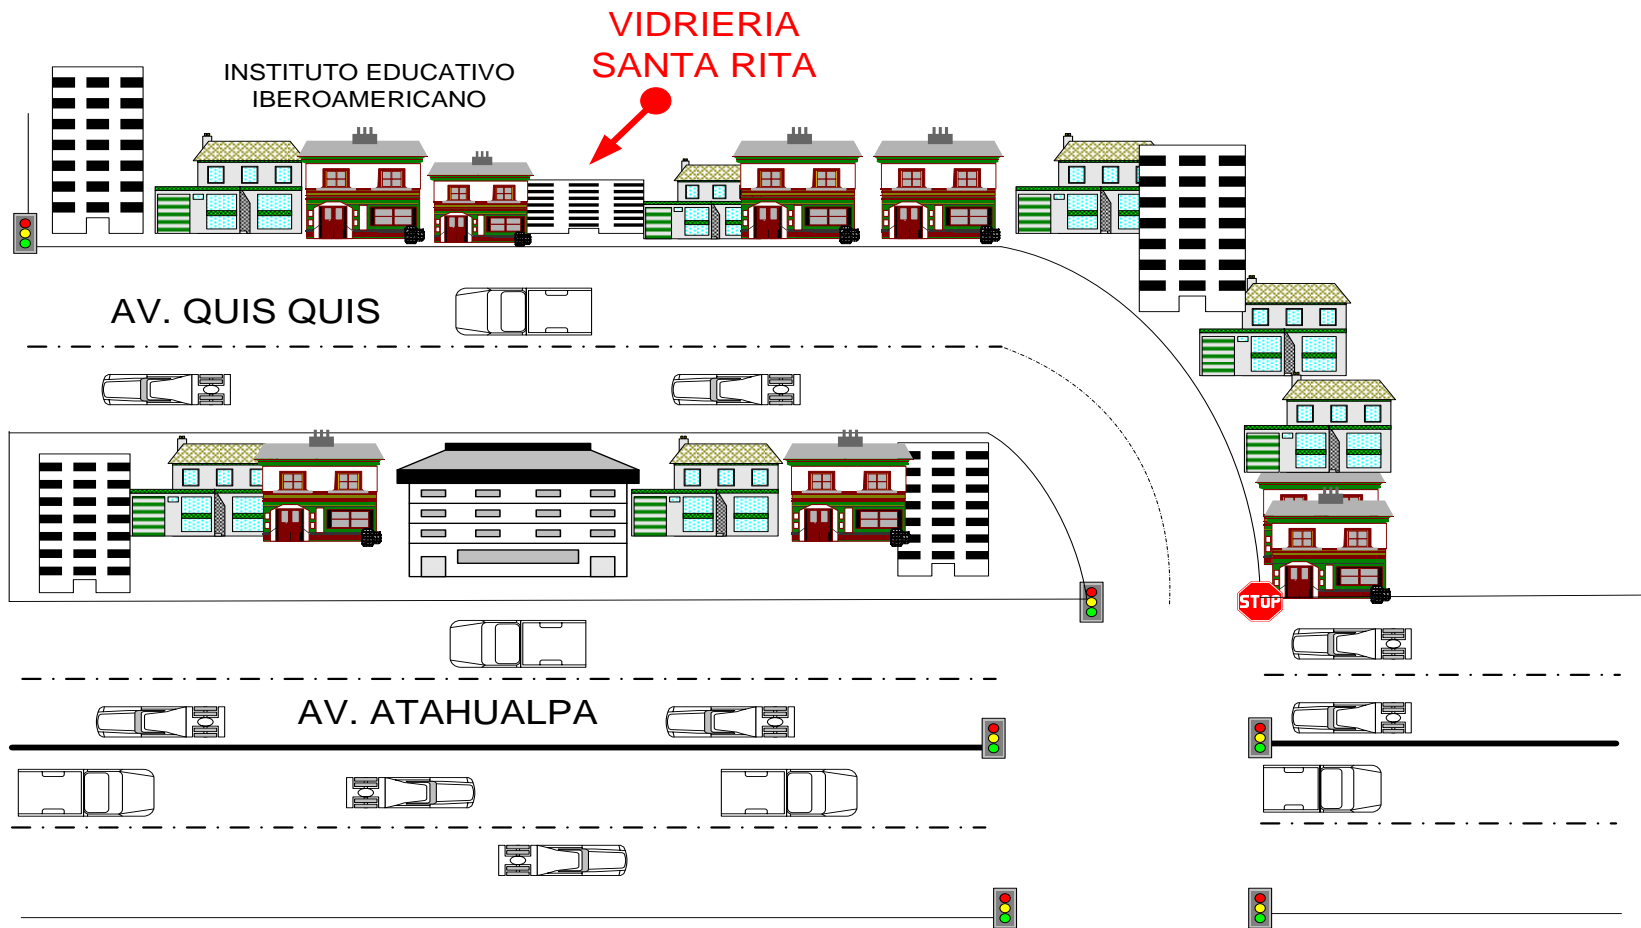 VIDRIERIA
SANTA RITA
INSTITUTO EDUCATIVO
IBEROAMERICANO
AV. QUIS QUIS
STOP
AV. ATAHUALPA